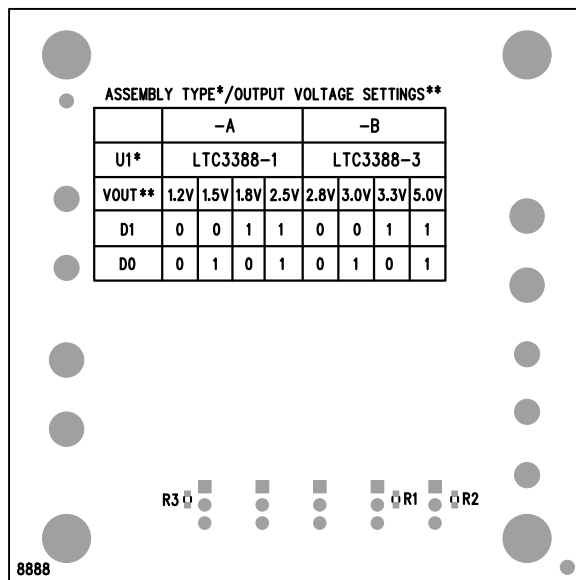 ASSEMBLY TYPE*/OUTPUT VOLTAGE SETTINGS**
-A -B
U1* LTC3388-1 LTC3388-3
VOUT** 1.2V 1.5V 1.8V 2.5V 2.8V 3.0V 3.3V 5.0V
D1 0 0 1 1 0 0 1 1
D0 0 1 0 1 0 1 0 1
R3 R1 R2
8888